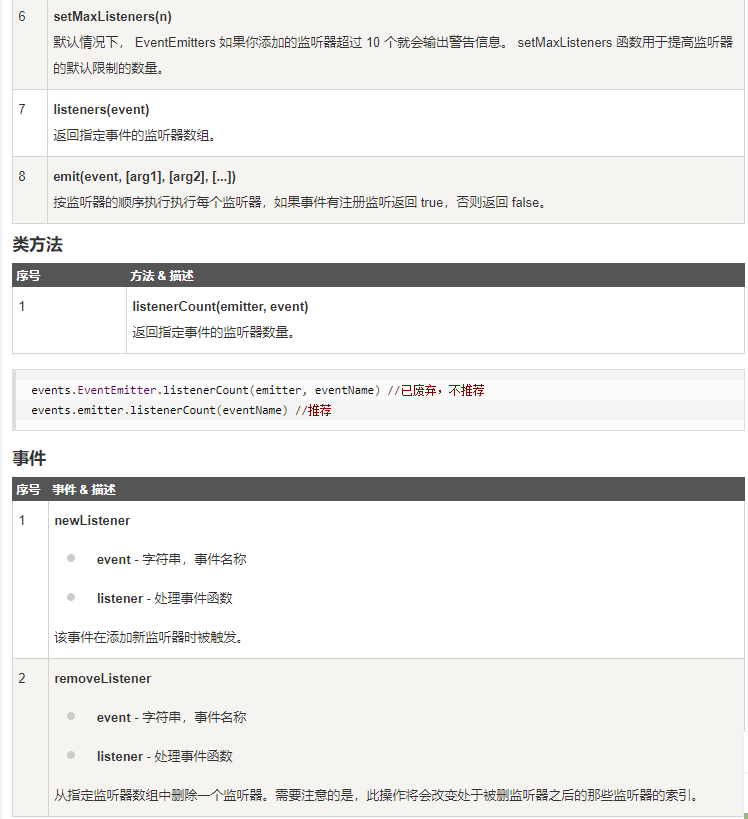 6
setMaxListeners(n)
默认情况下， EventEmitters 如果你添加的监听器超过 10 个就会输出警告信息。 setMaxListeners 函数用于提高监听器
的默认限制的数量。
7
listeners(event)
返回指定事件的监听器数组。
8
emit(event, [arg1], [arg2], [...])
按监听器的顺序执行执行每个监听器，如果事件有注册监听返回 true，否则返回 false。
类方法
序号 方法 & 描述
1
listenerCount(emitter, event)
返回指定事件的监听器数量。
events.EventEmitter.listenerCount(emitter, eventName) //已废弃，不推荐
events.emitter.listenerCount(eventName) //推荐
事件
序号 事件 & 描述
1
newListener
event - 字符串，事件名称
listener - 处理事件函数
该事件在添加新监听器时被触发。
2
removeListener
event - 字符串，事件名称
listener - 处理事件函数
从指定监听器数组中删除一个监听器。需要注意的是，此操作将会改变处于被删监听器之后的那些监听器的索引。